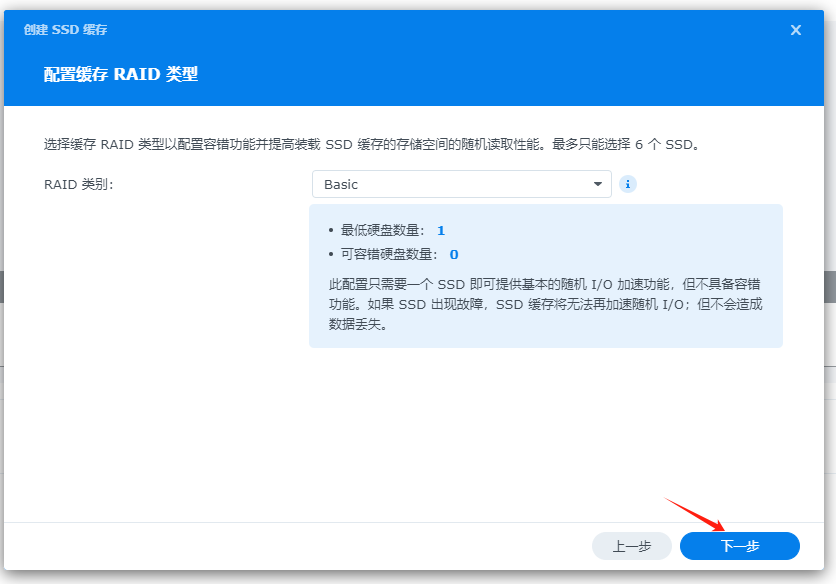 创建 SSD 缓存
配置缓存 RAID 类型
选择缓存 RAID 类型以配置容错功能并提高装载 SSD 缓存的存储空间的随机读取性能。最多只能选择 6 个 SSD。
RAID 类别：
Basic
• 最低硬盘数量： 1
• 可容错硬盘数量： 0
此配置只需要一个 SSD 即可提供基本的随机 I/O 加速功能，但不具备容错
功能。如果 SSD 出现故障，SSD 缓存将无法再加速随机 I/O；但不会造成
数据丢失。
上一步
下一步